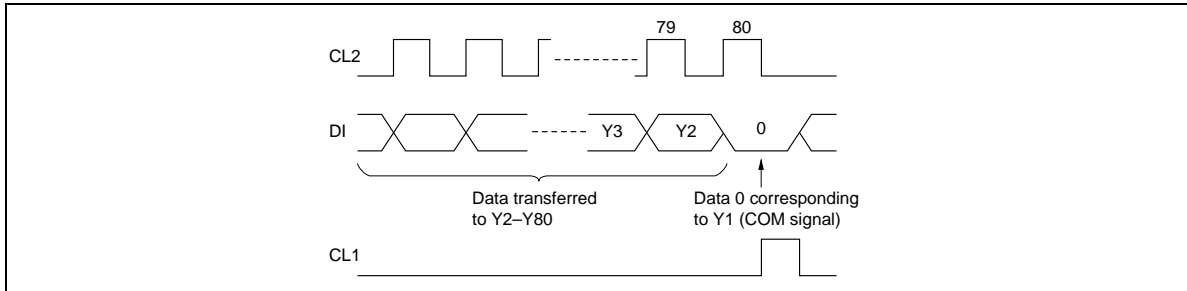 79 80
CL2
DI Y3 Y2 0
Data transferred
to Y2–Y80
Data 0 corresponding
to Y1 (COM signal)
CL1